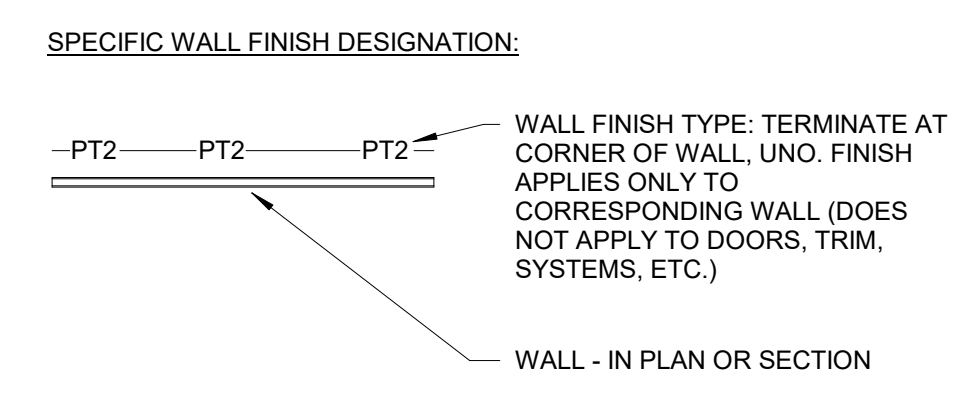 SPECIFIC WALL FINISH DESIGNATION:
PT2 PT2 PT2
WALL FINISH TYPE: TERMINATE AT
CORNER OF WALL, UNO. FINISH
APPLIES ONLY TO
CORRESPONDING WALL (DOES
NOT APPLY TO DOORS, TRIM,
SYSTEMS, ETC.)
WALL - IN PLAN OR SECTION